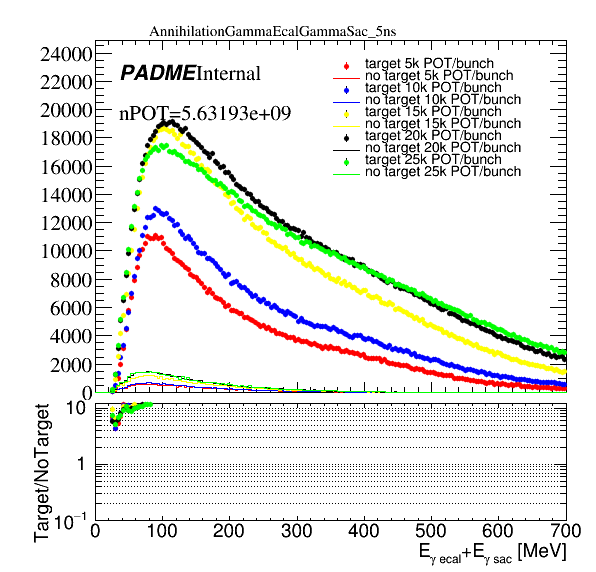 AnnihilationGammaEcalGammaSac_5ns
24000
22000
20000
18000
16000
14000
12000
10000
8000
6000
4000
2000
0
PADME Internal
nPOT=5.63193e+09
target 5k POT/bunch
no target 5k POT/bunch
target 10k POT/bunch
no target 10k POT/bunch
target 15k POT/bunch
no target 15k POT/bunch
target 20k POT/bunch
no target 20k POT/bunch
target 25k POT/bunch
no target 25k POT/bunch
Target/NoTarget
10
1
10⁻¹
0 100 200 300 400 500 600 700
Eγ ecal+Eγ sac [MeV]